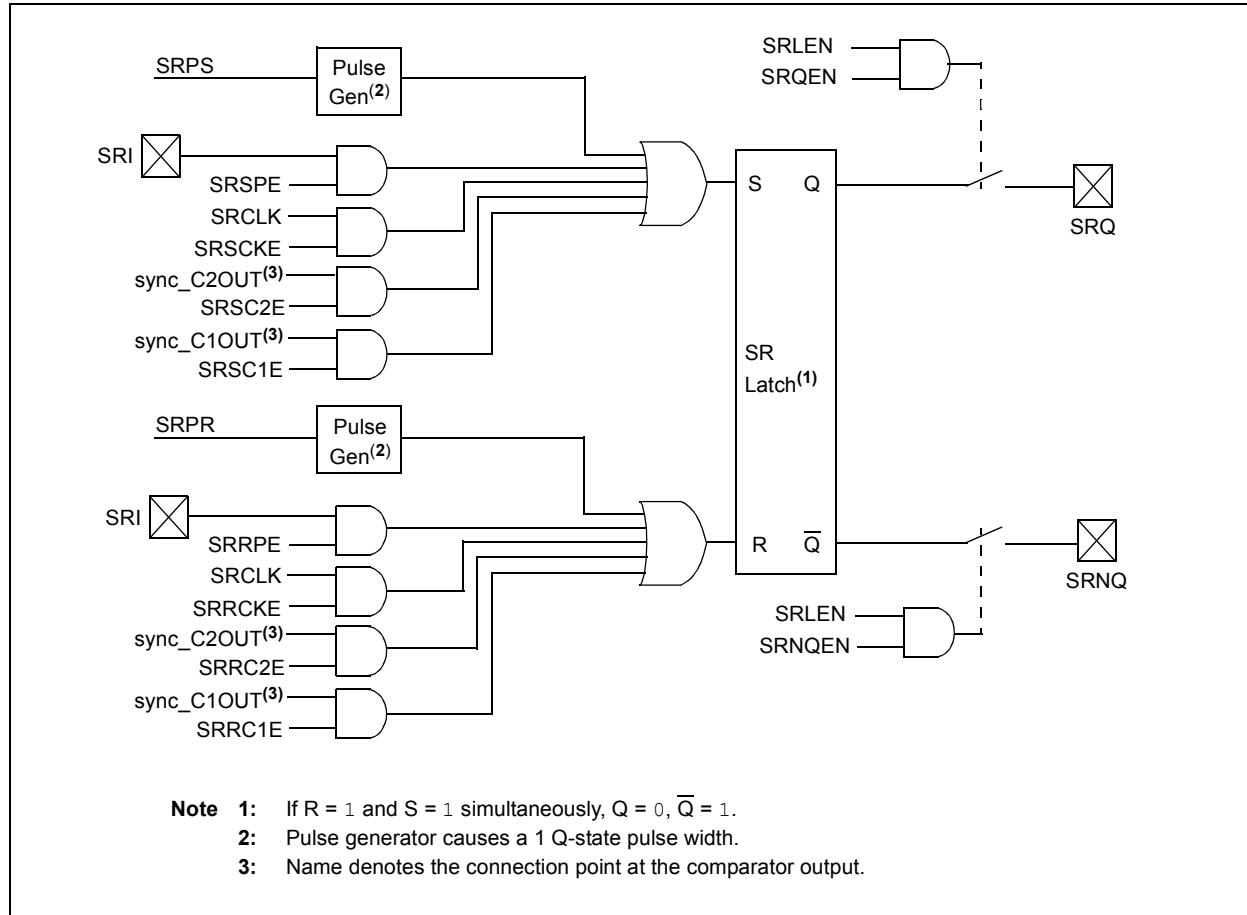 SRPS
Pulse
Gen(2)
SRI
SRSPE
SRCLK
SRSCKE
sync_C2OUT(3)
SRSC2E
sync_C1OUT(3)
SRSC1E
SRPR
Pulse
Gen(2)
SRI
SRRPE
SRCLK
SRRCKE
sync_C2OUT(3)
SRRC2E
sync_C1OUT(3)
SRRC1E
S Q
SR
Latch(1)
R Q̅
SRLEN
SRQEN
SRQ
SRLEN
SRNQEN
SRNQ
Note 1: If R = 1 and S = 1 simultaneously, Q = 0, Q̅ = 1.
2: Pulse generator causes a 1 Q-state pulse width.
3: Name denotes the connection point at the comparator output.